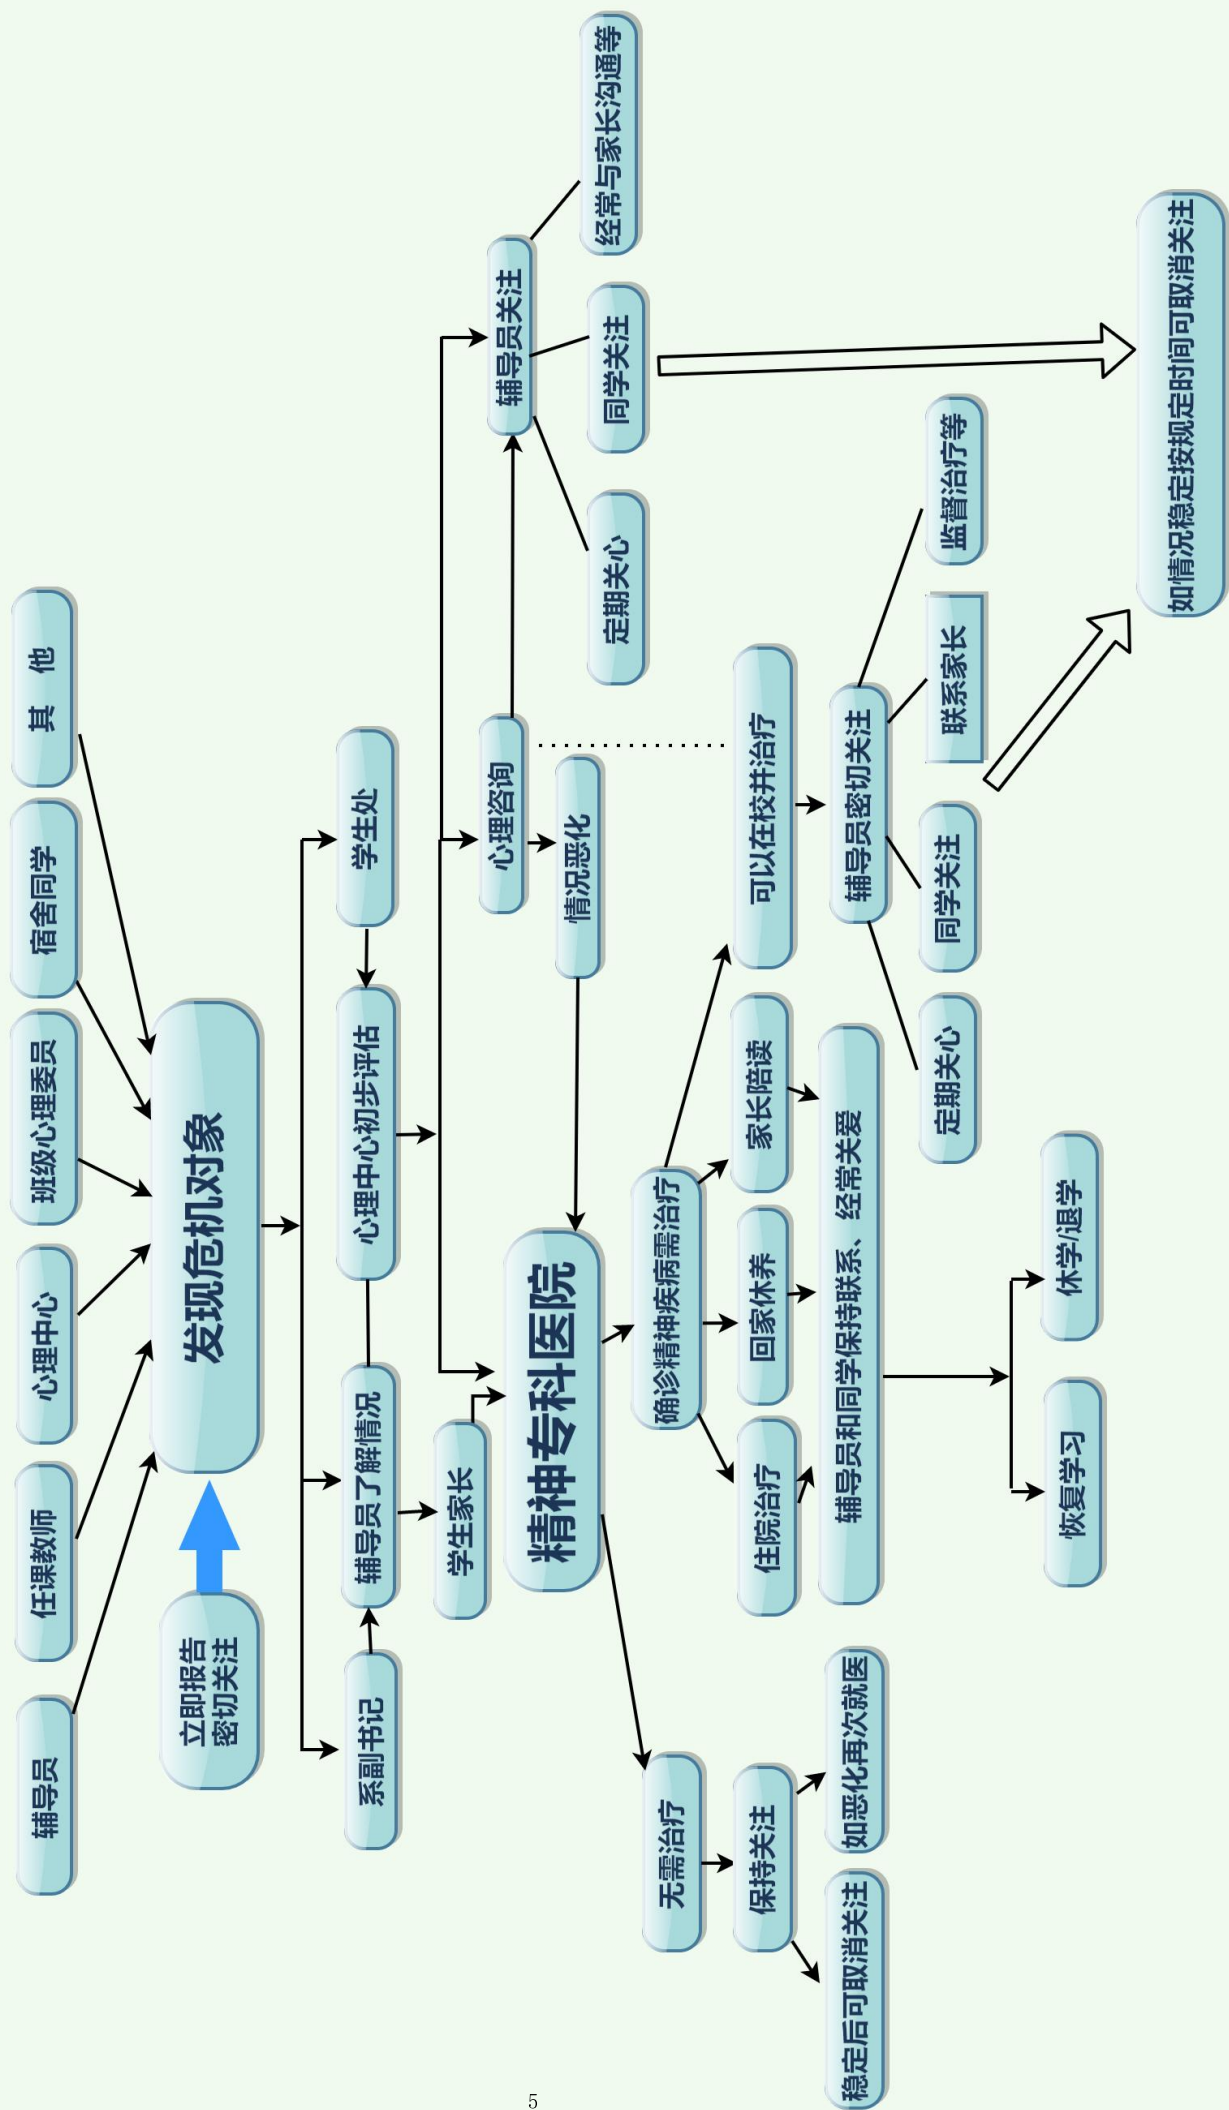 辅导员
任课教师
心理中心
班级心理委员
宿舍同学
其 他
立即报告
密切关注
发现危机对象
系副书记
辅导员了解情况
心理中心初步评估
学生处
学生家长
心理咨询
辅导员关注
精神专科医院
情况恶化
定期关心
同学关注
经常与家长沟通等
无需治疗
确诊精神疾病需治疗
保持关注
住院治疗
回家休养
家长陪读
可以在校并治疗
稳定后可取消关注
如恶化再次就医
辅导员和同学保持联系、经常关爱
辅导员密切关注
定期关心
同学关注
联系家长
监督治疗等
恢复学习
休学/退学
如情况稳定按规定时间可取消关注
5